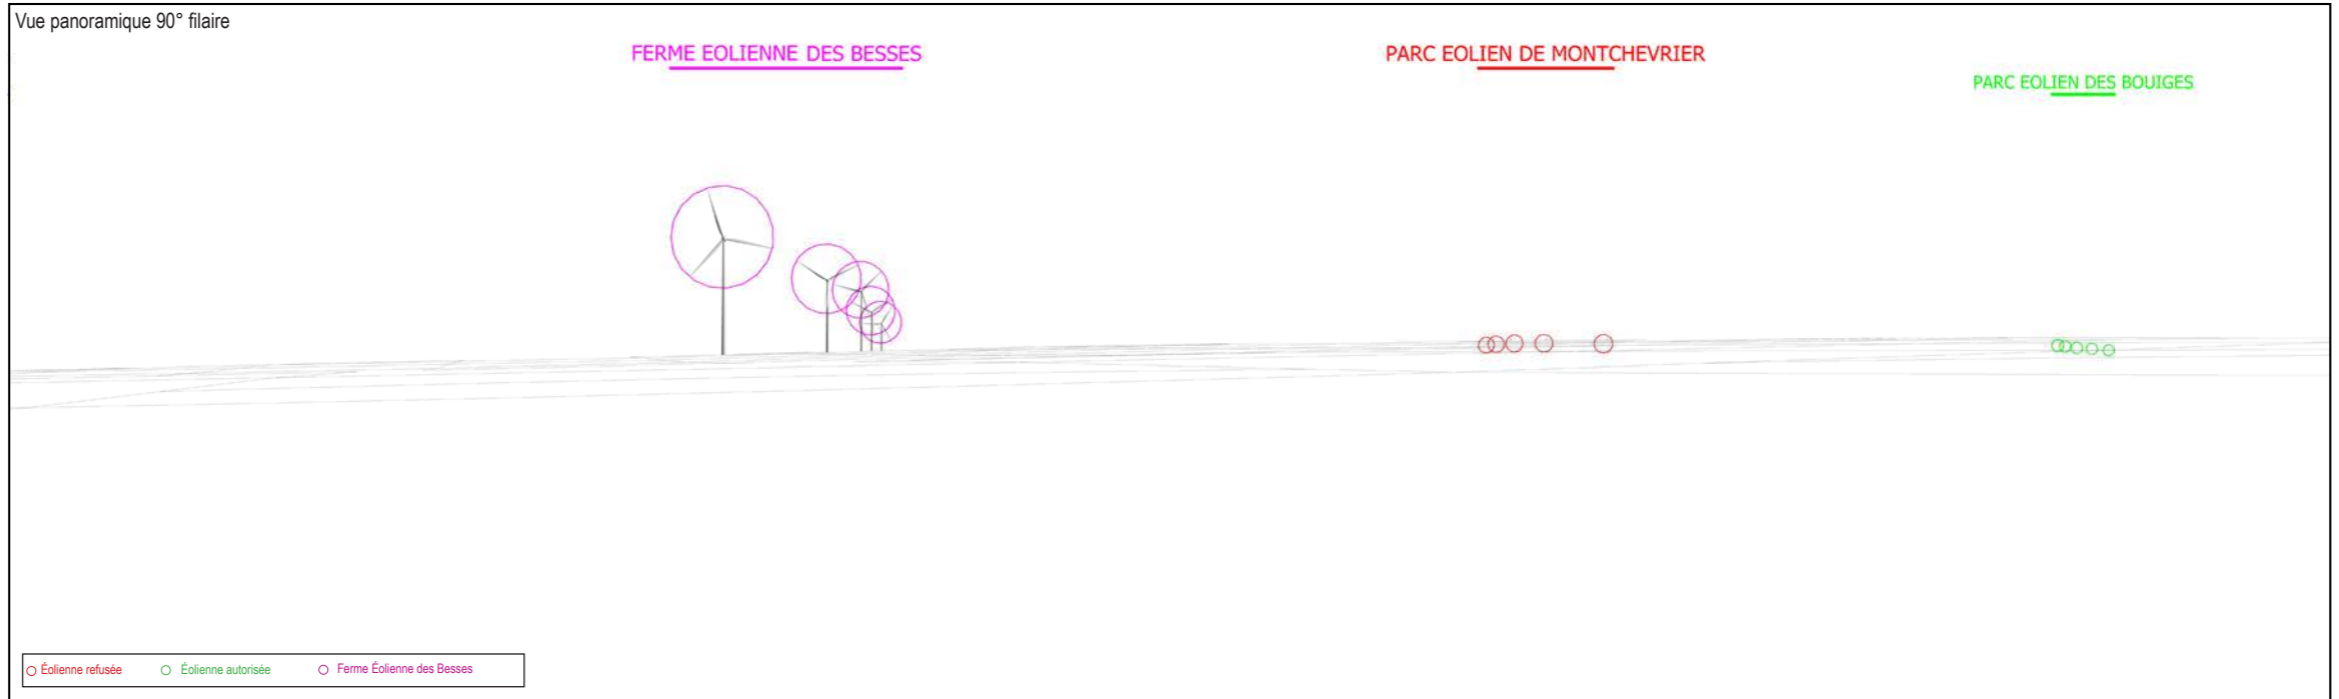 Vue panoramique 90° filaire
FERME EOLIENNE DES BESSES
PARC EOLIEN DE MONTCHEVRIER
PARC EOLIEN DES BOUIGES
Éolienne refusée
Éolienne autorisée
Ferme Éolienne des Besses